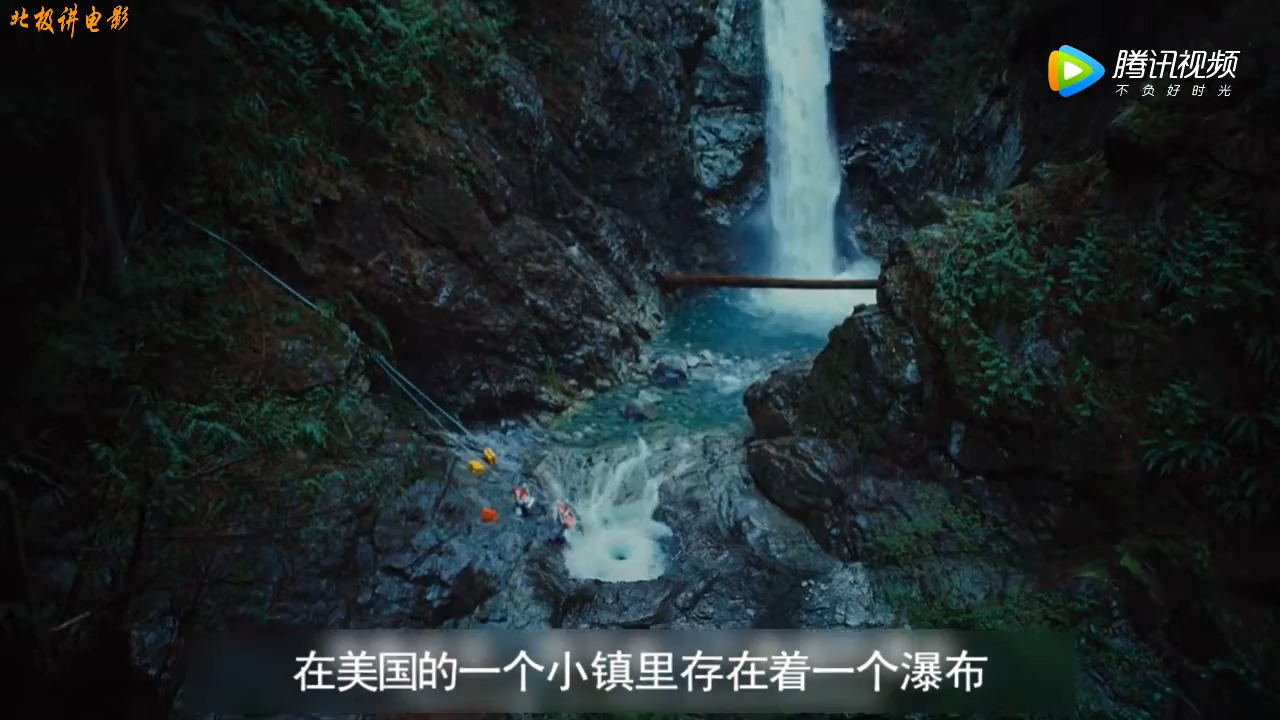 北极讲电影
腾讯视频
不负好时光
在美国的一个小镇里存在着一个瀑布